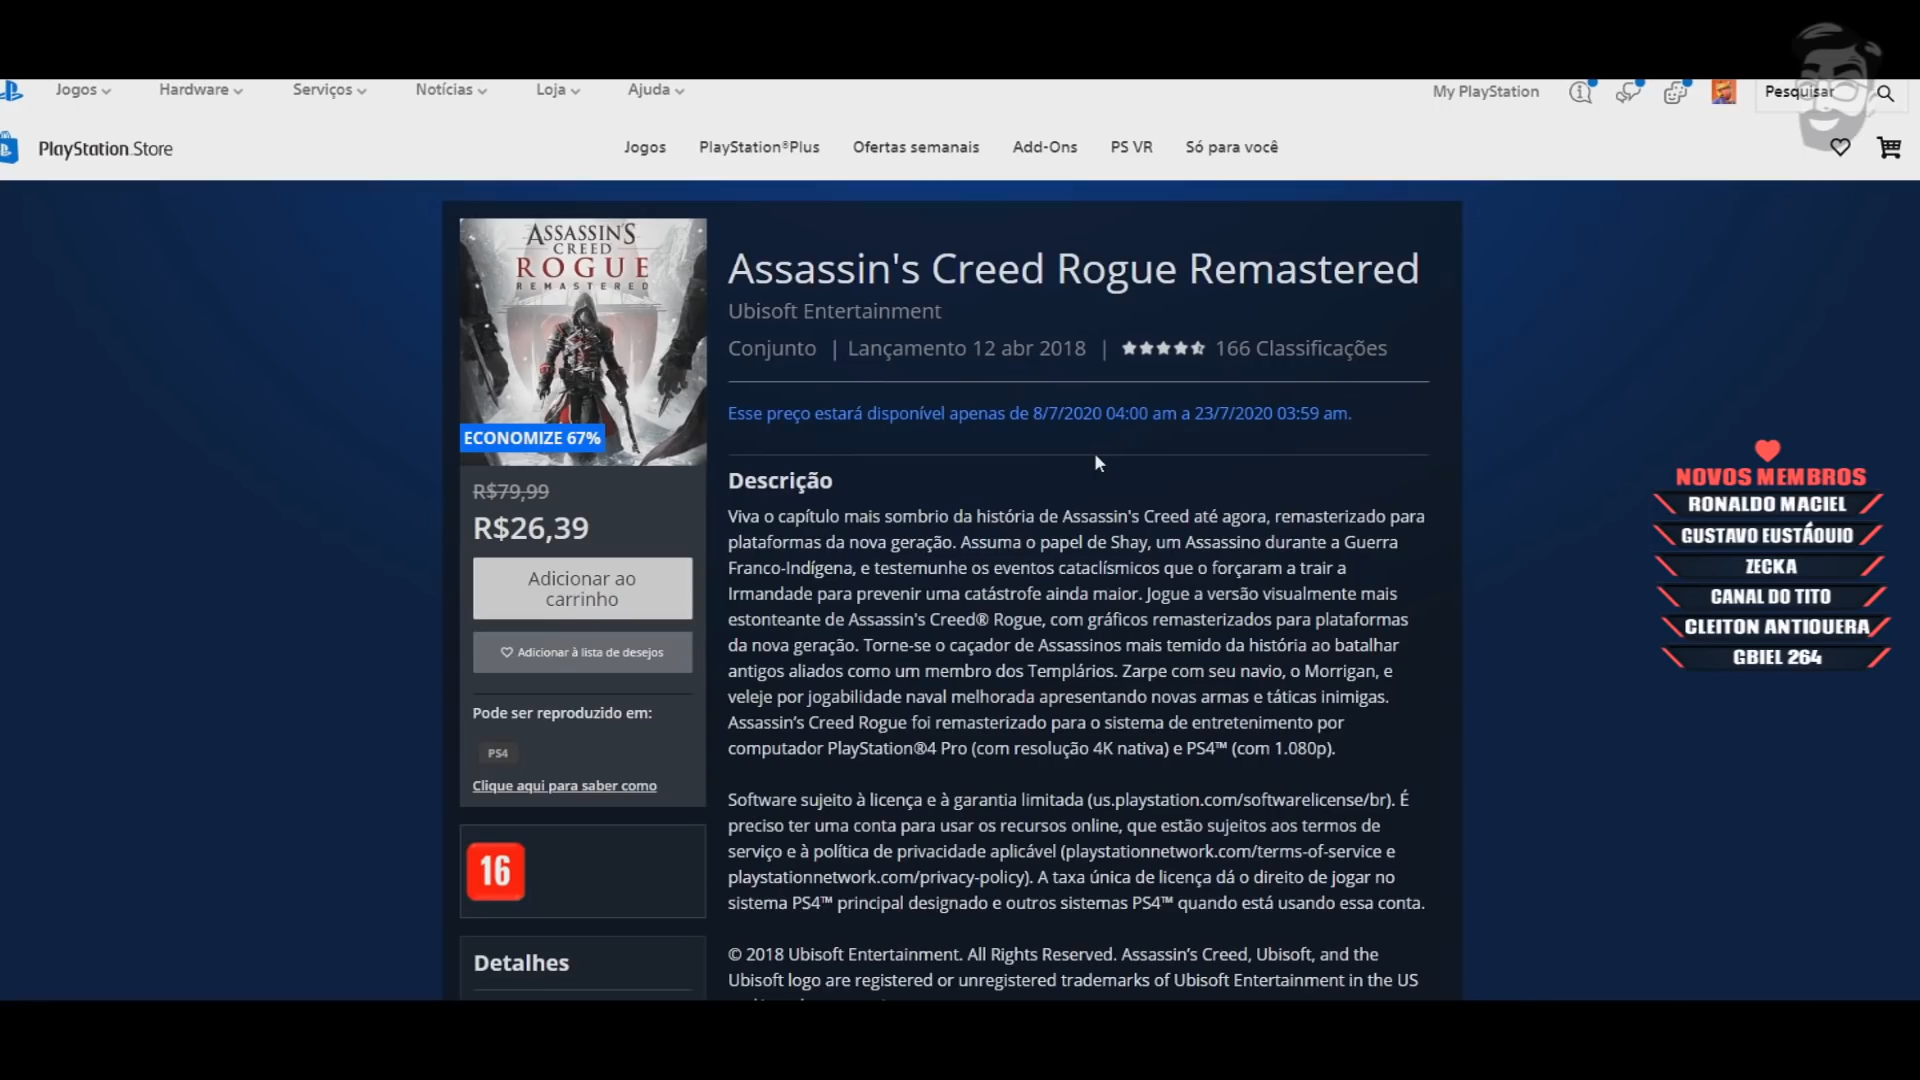 Jogos
Hardware
Serviços
Notícias
Loja
Ajuda
My PlayStation
Pesquisar
PlayStation Store
Jogos
PlayStation®Plus
Ofertas semanais
Add-Ons
PS VR
Só para você
ASSASSIN'S
CREED
ROGUE
REMASTERED
ECONOMIZE 67%
R$79,99
R$26,39
Adicionar ao
carrinho
Adicionar à lista de desejos
Pode ser reproduzido em:
PS4
Clique aqui para saber como
16
Detalhes
Assassin's Creed Rogue Remastered
Ubisoft Entertainment
Conjunto | Lançamento 12 abr 2018 | 166 Classificações
Esse preço estará disponível apenas de 8/7/2020 04:00 am a 23/7/2020 03:59 am.
Descrição
Viva o capítulo mais sombrio da história de Assassin's Creed até agora, remasterizado para
plataformas da nova geração. Assuma o papel de Shay, um Assassino durante a Guerra
Franco-Indígena, e testemunhe os eventos cataclísmicos que o forçaram a trair a
Irmandade para prevenir uma catástrofe ainda maior. Jogue a versão visualmente mais
estonteante de Assassin's Creed® Rogue, com gráficos remasterizados para plataformas
da nova geração. Torne-se o caçador de Assassinos mais temido da história ao batalhar
antigos aliados como um membro dos Templários. Zarpe com seu navio, o Morrigan, e
veleje por jogabilidade naval melhorada apresentando novas armas e táticas inimigas.
Assassin’s Creed Rogue foi remasterizado para o sistema de entretenimento por
computador PlayStation®4 Pro (com resolução 4K nativa) e PS4™ (com 1.080p).
Software sujeito à licença e à garantia limitada (us.playstation.com/softwarelicense/br). É
preciso ter uma conta para usar os recursos online, que estão sujeitos aos termos de
serviço e à política de privacidade aplicável (playstationnetwork.com/terms-of-service e
playstationnetwork.com/privacy-policy). A taxa única de licença dá o direito de jogar no
sistema PS4™ principal designado e outros sistemas PS4™ quando está usando essa conta.
© 2018 Ubisoft Entertainment. All Rights Reserved. Assassin’s Creed, Ubisoft, and the
Ubisoft logo are registered or unregistered trademarks of Ubisoft Entertainment in the US
NOVOS MEMBROS
RONALDO MACIEL
GUSTAVO EUSTÁQUIO
ZECKA
CANAL DO TITO
CLEITON ANTIQUERA
GBIEL 264